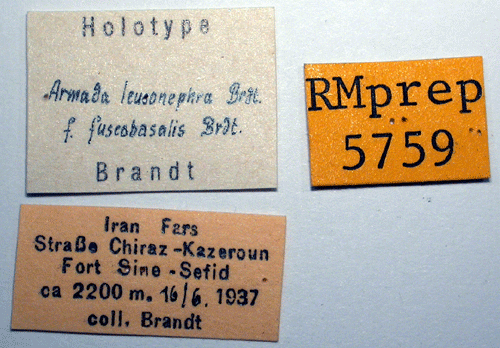 Holotype
Armada leuconephra Brdt.
f. fuscobasalis Brdt.
Brandt
RMprep
5759
Iran Fars
Straße Chiraz-Kazeroun
Fort Sine-Sefid
ca 2200 m. 16/6. 1937
coll. Brandt